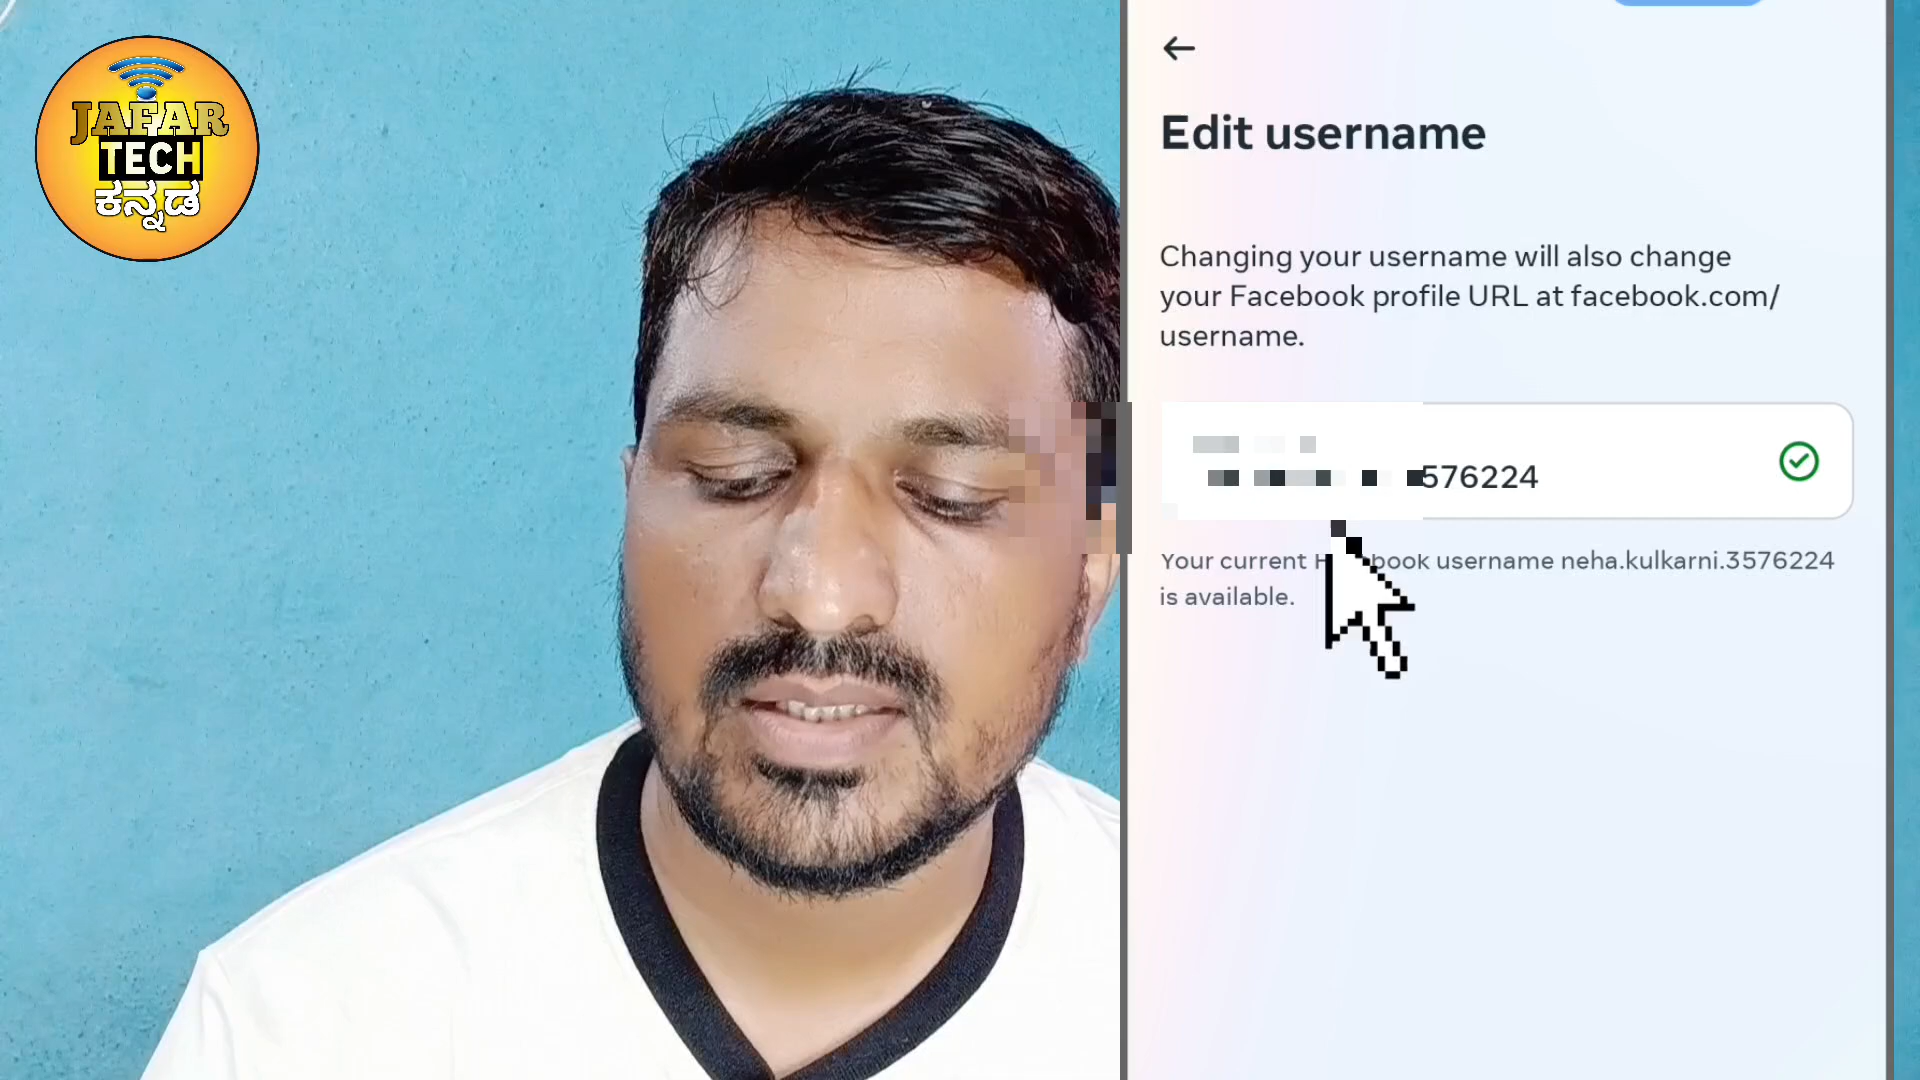 JAFAR
TECH
ಕನ್ನಡ
Edit username
Changing your username will also change
your Facebook profile URL at facebook.com/
username.
576224
Your current book username neha.kulkarni.3576224
is available.